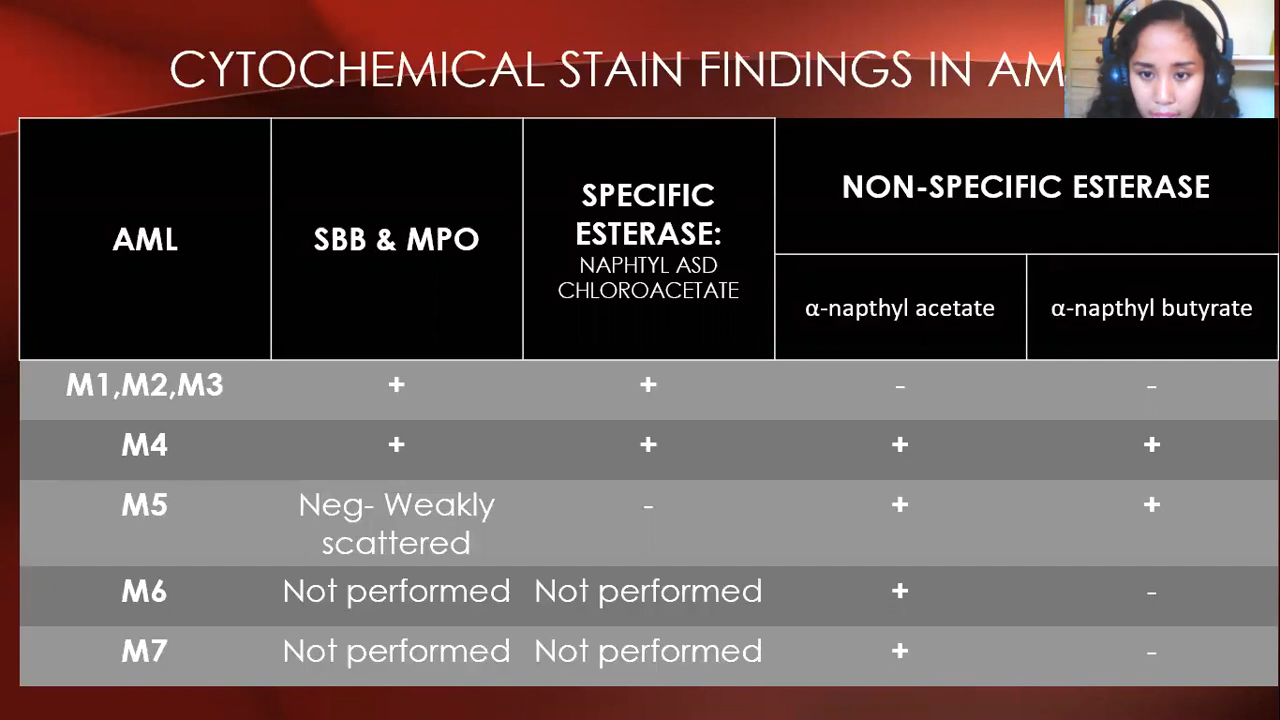 CYTOCHEMICAL STAIN FINDINGS IN AM
AML
SBB & MPO
SPECIFIC
ESTERASE:
NAPHTYL ASD
CHLOROACETATE
NON-SPECIFIC ESTERASE
α-napthyl acetate
α-napthyl butyrate
M1,M2,M3 + + - -
M4 + + + +
M5 Neg- Weakly - + +
scattered
M6 Not performed Not performed + -
M7 Not performed Not performed + -